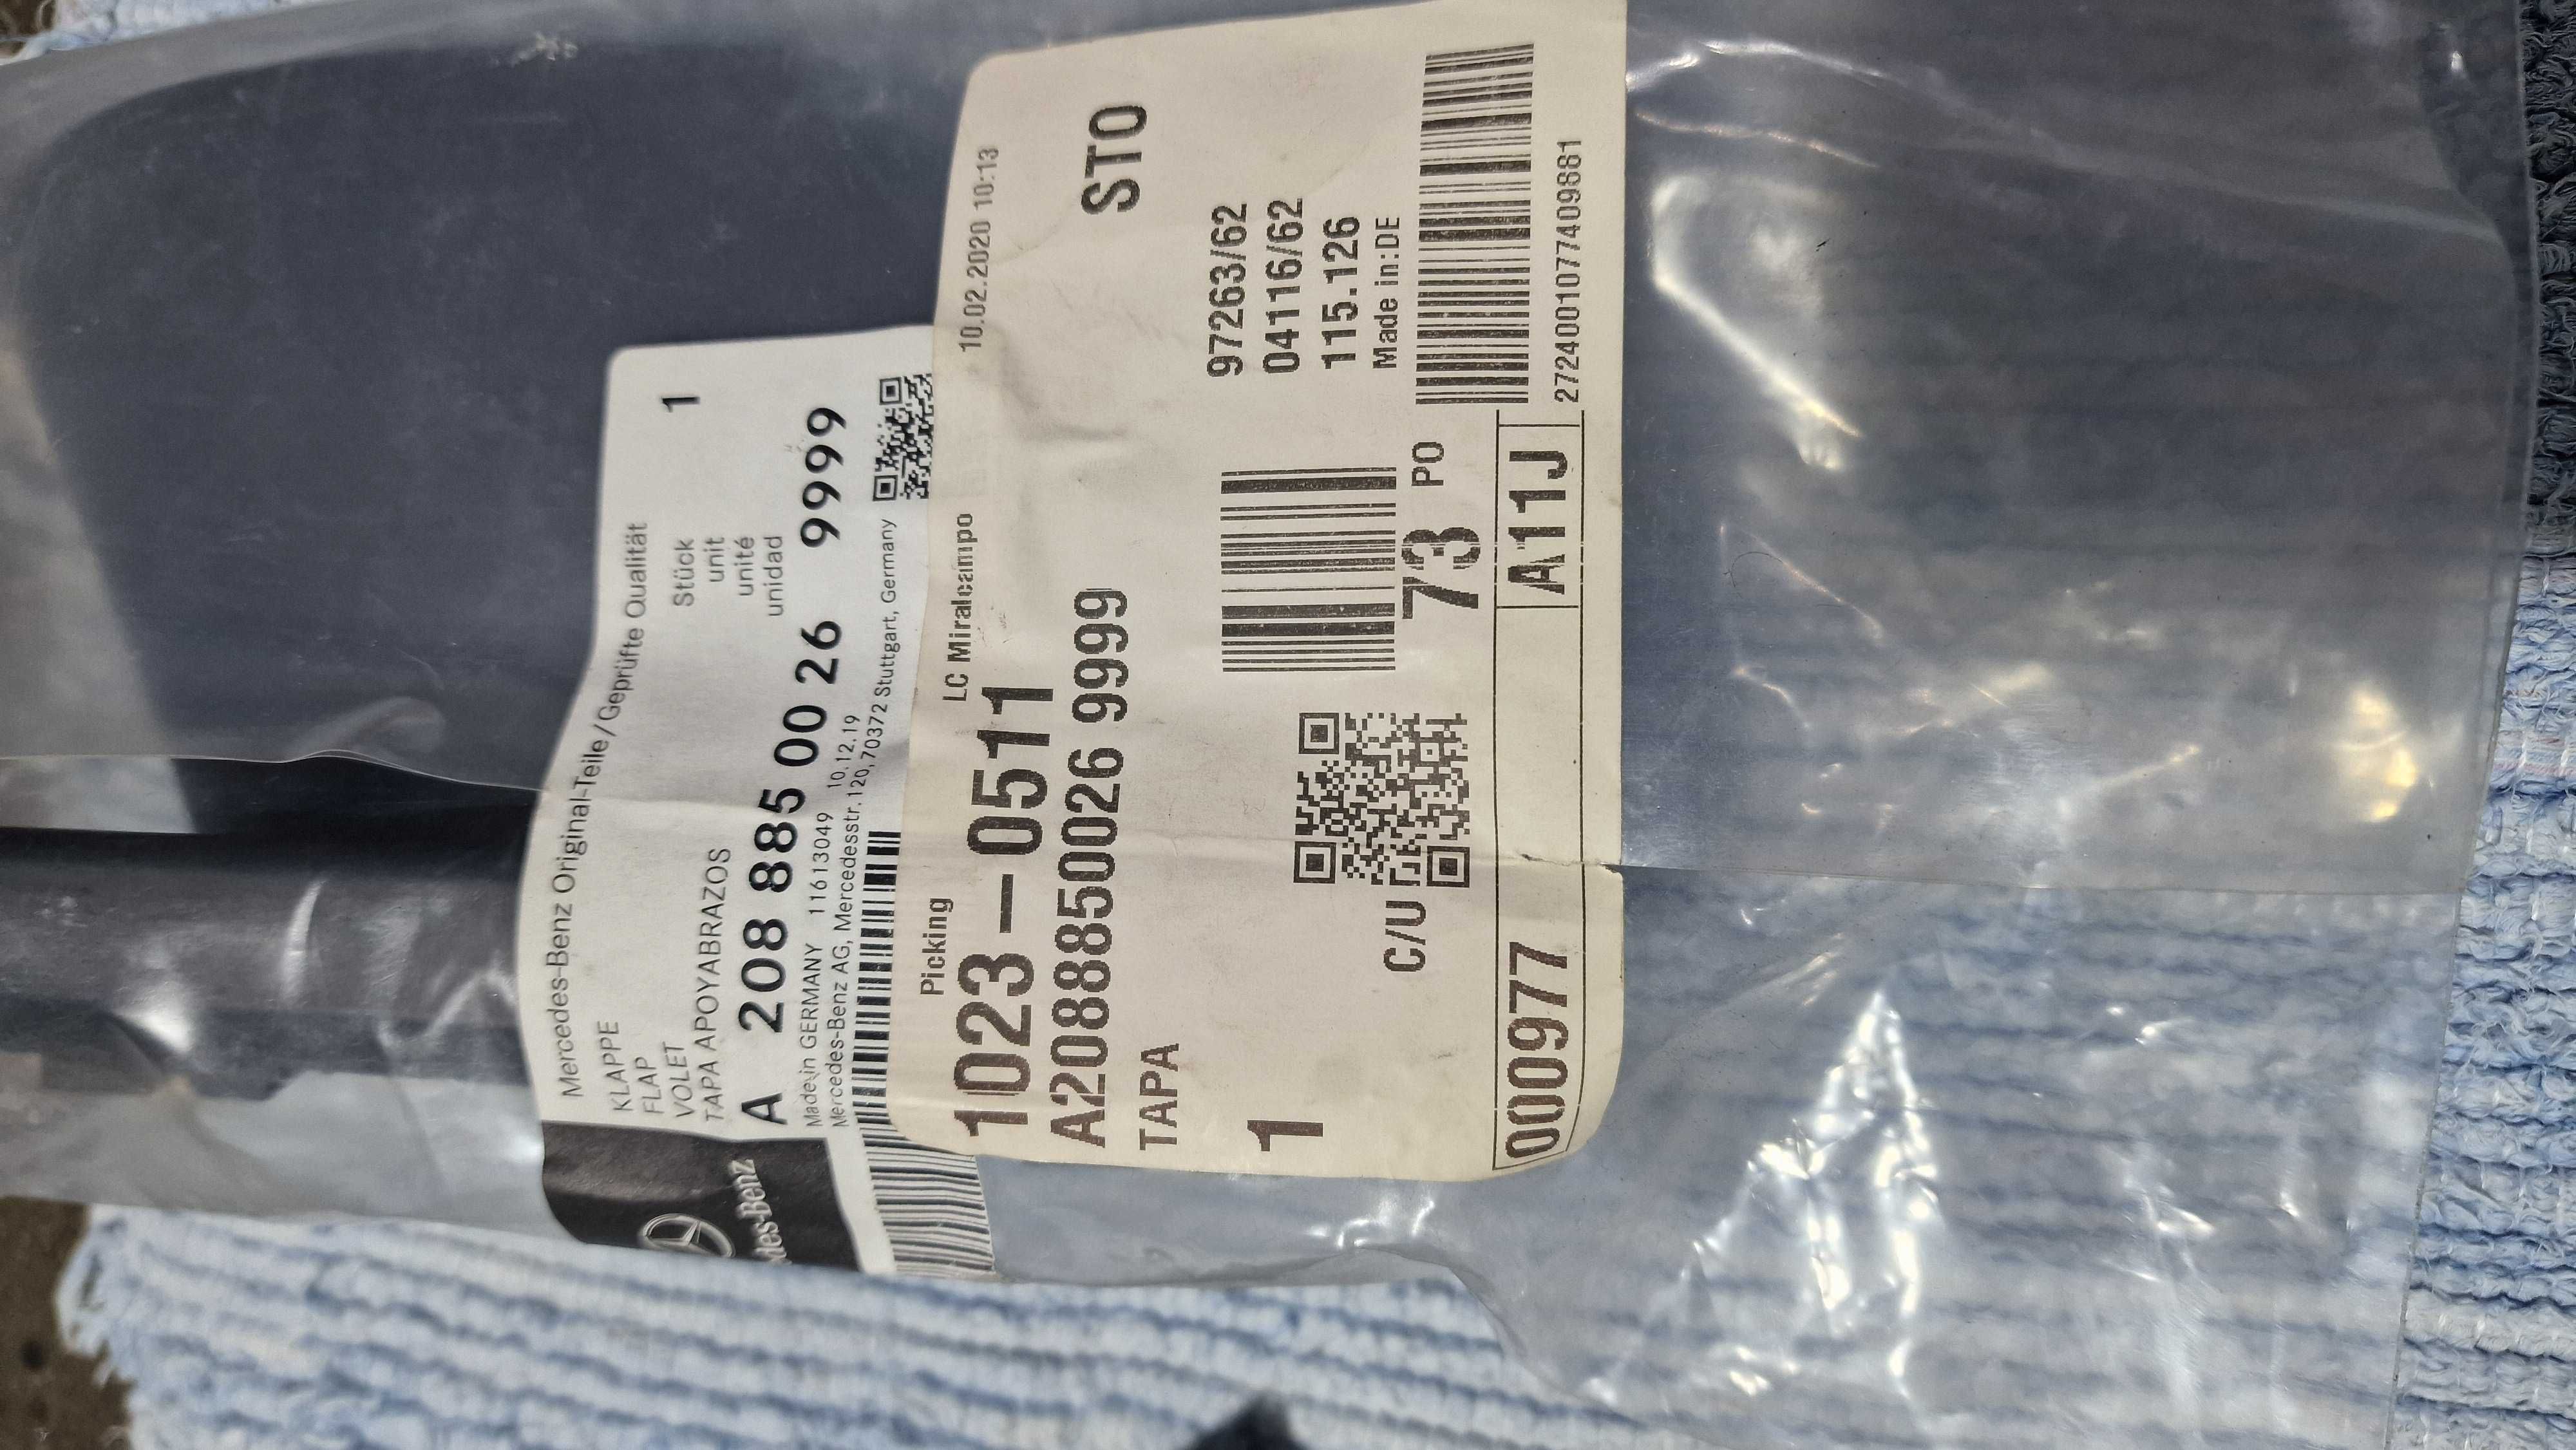 Mercedes-Benz Original-Teile/Geprüfte Qualität
KLAPPE
FLAP
VOLET
TAPA APOYABRAZOS
Stück 1
unit
unité
unidad
A 208 885 00 26 9999
Made in GERMANY 11613049 10.12.19
Mercedes-Benz AG, Mercedesstr.120,70372 Stuttgart, Germany
des-Benz
Picking LC Miralcampo 10.02.2020 10:13
1023-0511
A2088850026 9999 STO
TAPA
1
97263/62
04116/62
115.126
Made in:DE
C/U 73 PO
000977 A11J 2724001077409881